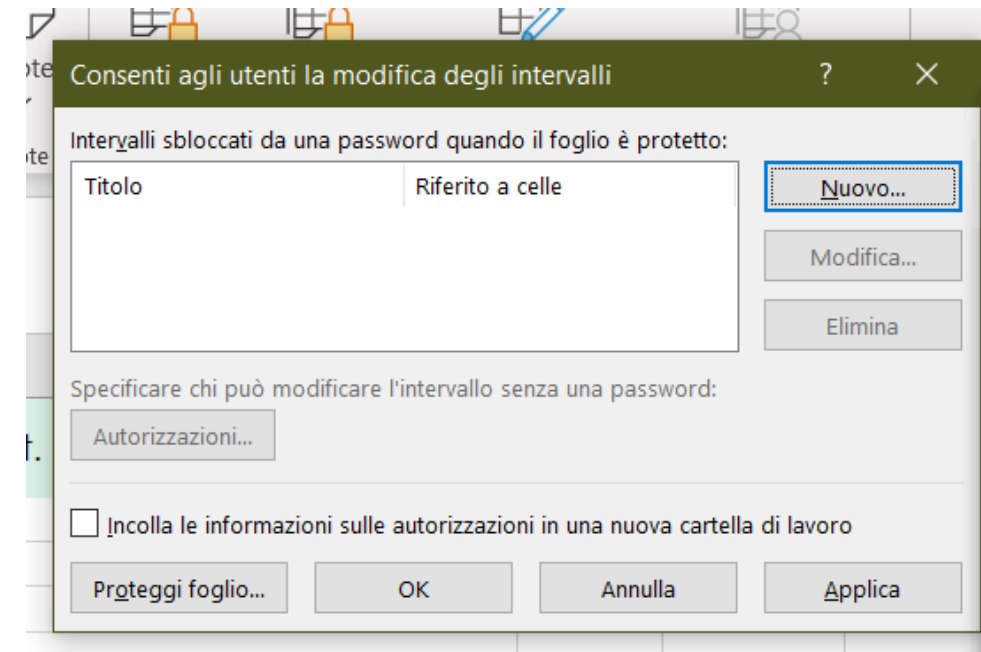 ote
Consenti agli utenti la modifica degli intervalli ? ×
ote
Intervalli sbloccati da una password quando il foglio è protetto:
Titolo Riferito a celle
Nuovo...
Modifica...
Elimina
Specificare chi può modificare l'intervallo senza una password:
Autorizzazioni...
t.
Incolla le informazioni sulle autorizzazioni in una nuova cartella di lavoro
Proteggi foglio... OK Annulla Applica